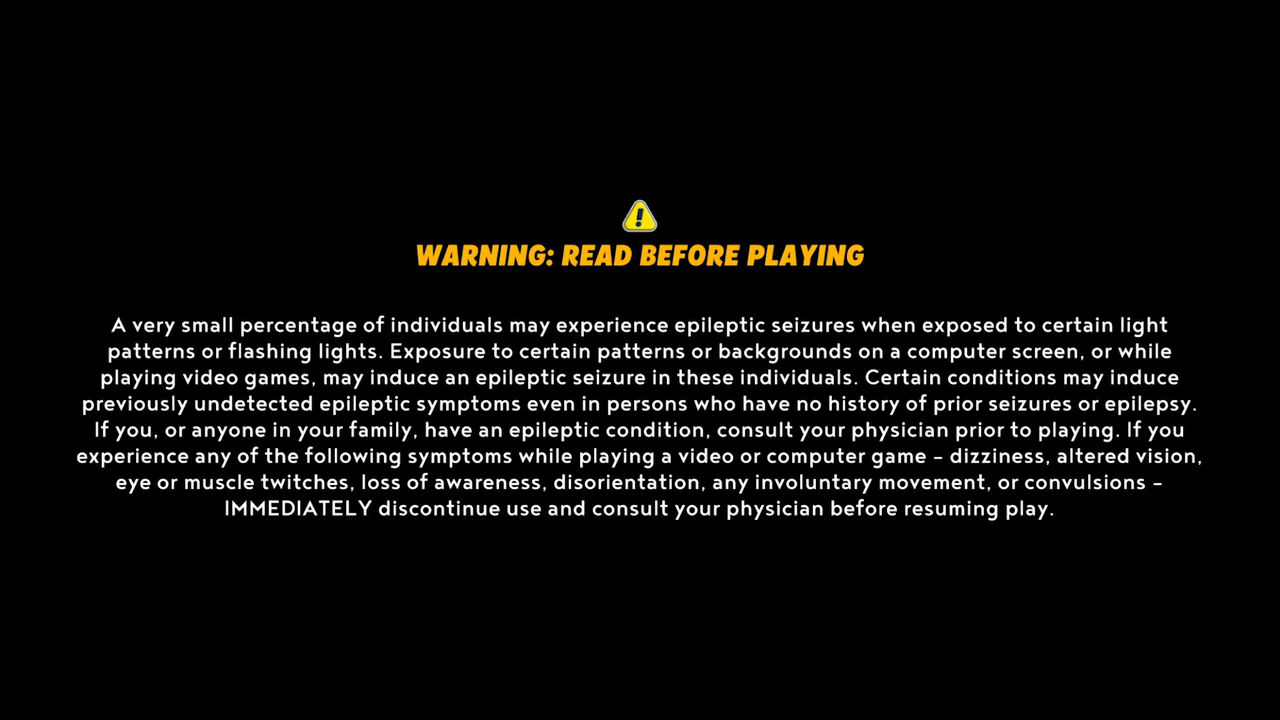 WARNING: READ BEFORE PLAYING
A very small percentage of individuals may experience epileptic seizures when exposed to certain light
patterns or flashing lights. Exposure to certain patterns or backgrounds on a computer screen, or while
playing video games, may induce an epileptic seizure in these individuals. Certain conditions may induce
previously undetected epileptic symptoms even in persons who have no history of prior seizures or epilepsy.
If you, or anyone in your family, have an epileptic condition, consult your physician prior to playing. If you
experience any of the following symptoms while playing a video or computer game – dizziness, altered vision,
eye or muscle twitches, loss of awareness, disorientation, any involuntary movement, or convulsions –
IMMEDIATELY discontinue use and consult your physician before resuming play.